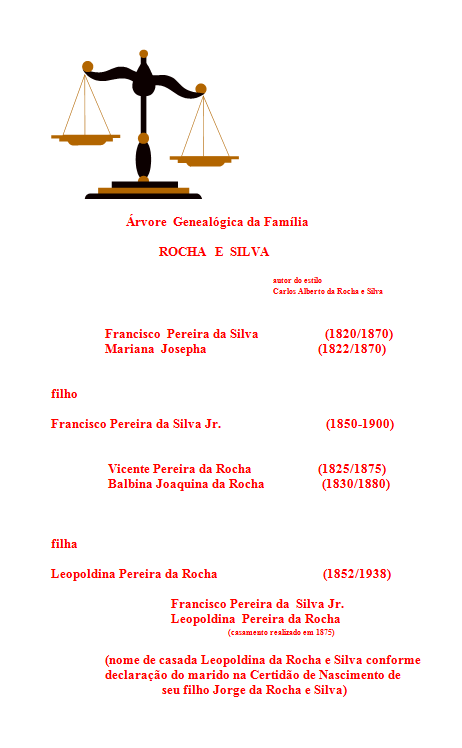 Árvore Genealógica da Família
ROCHA E SILVA
autor do estilo
Carlos Alberto da Rocha e Silva
Francisco Pereira da Silva (1820/1870)
Mariana Josepha (1822/1870)
filho
Francisco Pereira da Silva Jr. (1850-1900)
Vicente Pereira da Rocha (1825/1875)
Balbina Joaquina da Rocha (1830/1880)
filha
Leopoldina Pereira da Rocha (1852/1938)
Francisco Pereira da Silva Jr.
Leopoldina Pereira da Rocha
(casamento realizado em 1875)
(nome de casada Leopoldina da Rocha e Silva conforme
declaração do marido na Certidão de Nascimento de
seu filho Jorge da Rocha e Silva)